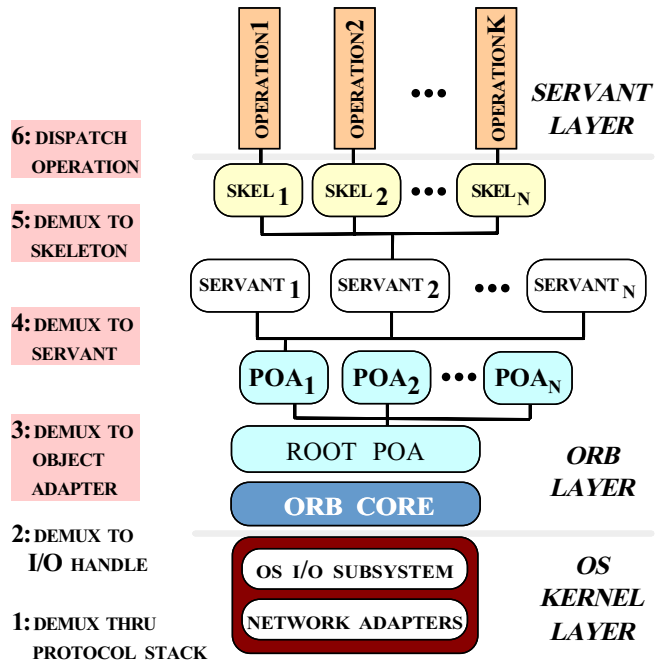 OPERATION1
OPERATION2
•••
OPERATIONK
SERVANT
LAYER
6: DISPATCH
OPERATION
SKEL 1
SKEL 2
•••
SKEL N
5: DEMUX TO
SKELETON
SERVANT 1
SERVANT 2
•••
SERVANT N
4: DEMUX TO
SERVANT
POA1
POA2
•••
POAN
3: DEMUX TO
OBJECT
ADAPTER
ROOT POA
ORB CORE
ORB
LAYER
2: DEMUX TO
I/O HANDLE
OS I/O SUBSYSTEM
NETWORK ADAPTERS
OS
KERNEL
LAYER
1: DEMUX THRU
PROTOCOL STACK